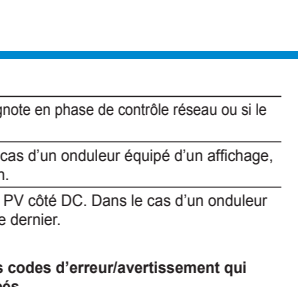 gnote en phase de contrôle réseau ou si le
cas d’un onduleur équipé d’un affichage,
n.
PV côté DC. Dans le cas d’un onduleur
e dernier.
s codes d’erreur/avertissement qui